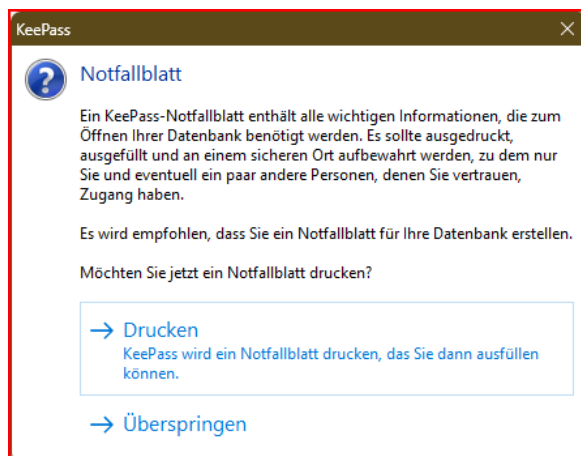 KeePass
Notfallblatt
Ein KeePass-Notfallblatt enthält alle wichtigen Informationen, die zum
Öffnen Ihrer Datenbank benötigt werden. Es sollte ausgedruckt,
ausgefüllt und an einem sicheren Ort aufbewahrt werden, zu dem nur
Sie und eventuell ein paar andere Personen, denen Sie vertrauen,
Zugang haben.
Es wird empfohlen, dass Sie ein Notfallblatt für Ihre Datenbank erstellen.
Möchten Sie jetzt ein Notfallblatt drucken?
Drucken
KeePass wird ein Notfallblatt drucken, das Sie dann ausfüllen
können.
Überspringen